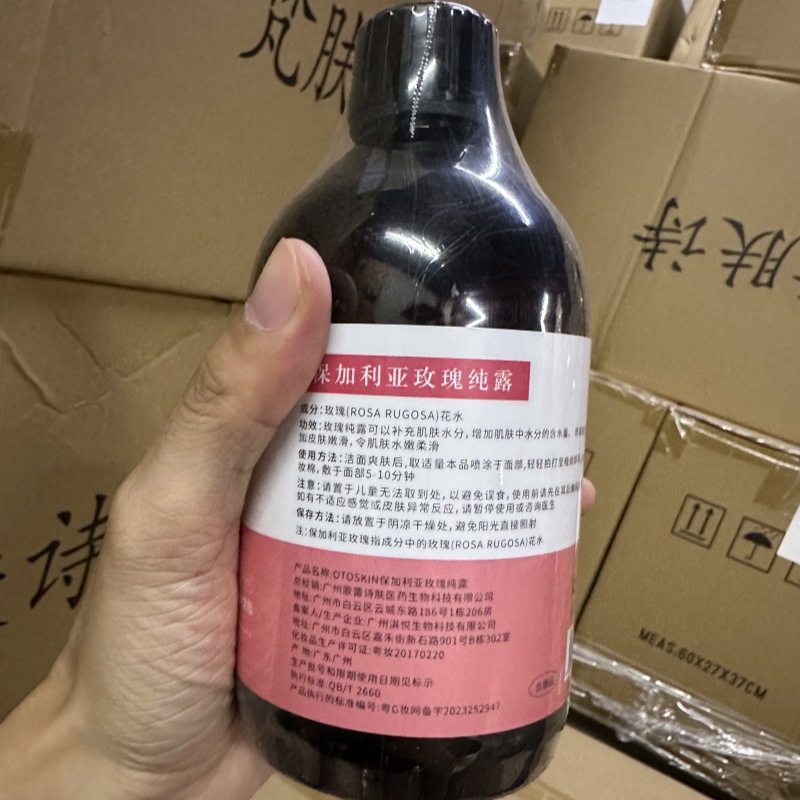 梵肤
诗肤
诗
MEAS:60X27X37CM
保加利亚玫瑰纯露
成分：玫瑰(ROSA RUGOSA)花水
功效：玫瑰纯露可以补充肌肤水分，增加肌肤中水分的含水量，
加皮肤嫩滑，令肌肤水嫩柔滑
使用方法：洁面爽肤后，取适量本品喷涂于面部，轻轻拍打至吸收
妆棉，敷于面部5-10分钟
注意：请置于儿童无法取到处，以避免误食，使用前请先在耳后
如有不适应感觉或皮肤异常反应，请暂停使用或咨询医生
保存方法：请放置于阴凉干燥处，避免阳光直接照射
注：保加利亚玫瑰指成分中的玫瑰(ROSA RUGOSA)花水
产品名称：OTOSKIN保加利亚玫瑰纯露
总经销：广州歌蕾诗肤医药生物科技有限公司
地址：广州市白云区云城东路186号1栋206房
备案人/生产企业：广州淇悦生物科技有限公司
地址：广州市白云区嘉禾街新石路901号B栋302室
化妆品生产许可证：粤妆20170220
产地：广东广州
生产批号和限期使用日期见标示
执行标准：QB/T 2660
产品执行的标准编号：粤G妆网备字2023252947